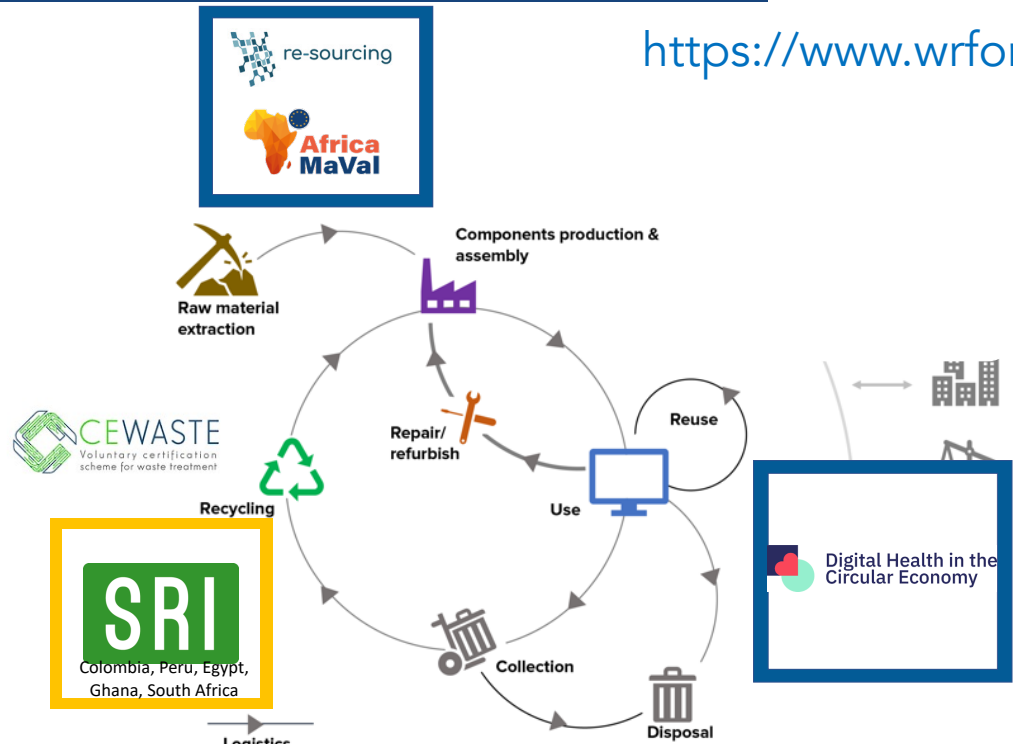 re-sourcing
https://www.wrfor
Africa
MaVal
Components production &
assembly
Raw material
extraction
Repair/
refurbish
Reuse
CEWASTE
Voluntary certification
scheme for waste treatment
Recycling
Use
Digital Health in the
Circular Economy
SRI
Colombia, Peru, Egypt,
Ghana, South Africa
Collection
Disposal
Logistics